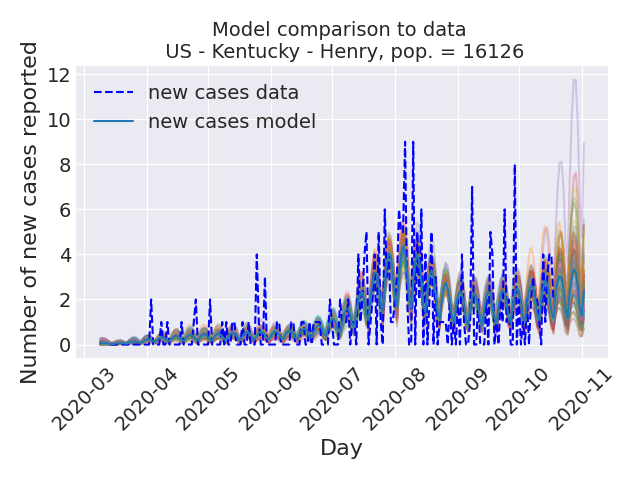 Model comparison to data
US - Kentucky - Henry, pop. = 16126
Number of new cases reported
12
10
8
6
4
2
0
new cases data
new cases model
2020-03
2020-04
2020-05
2020-06
2020-07
2020-08
2020-09
2020-10
2020-11
Day